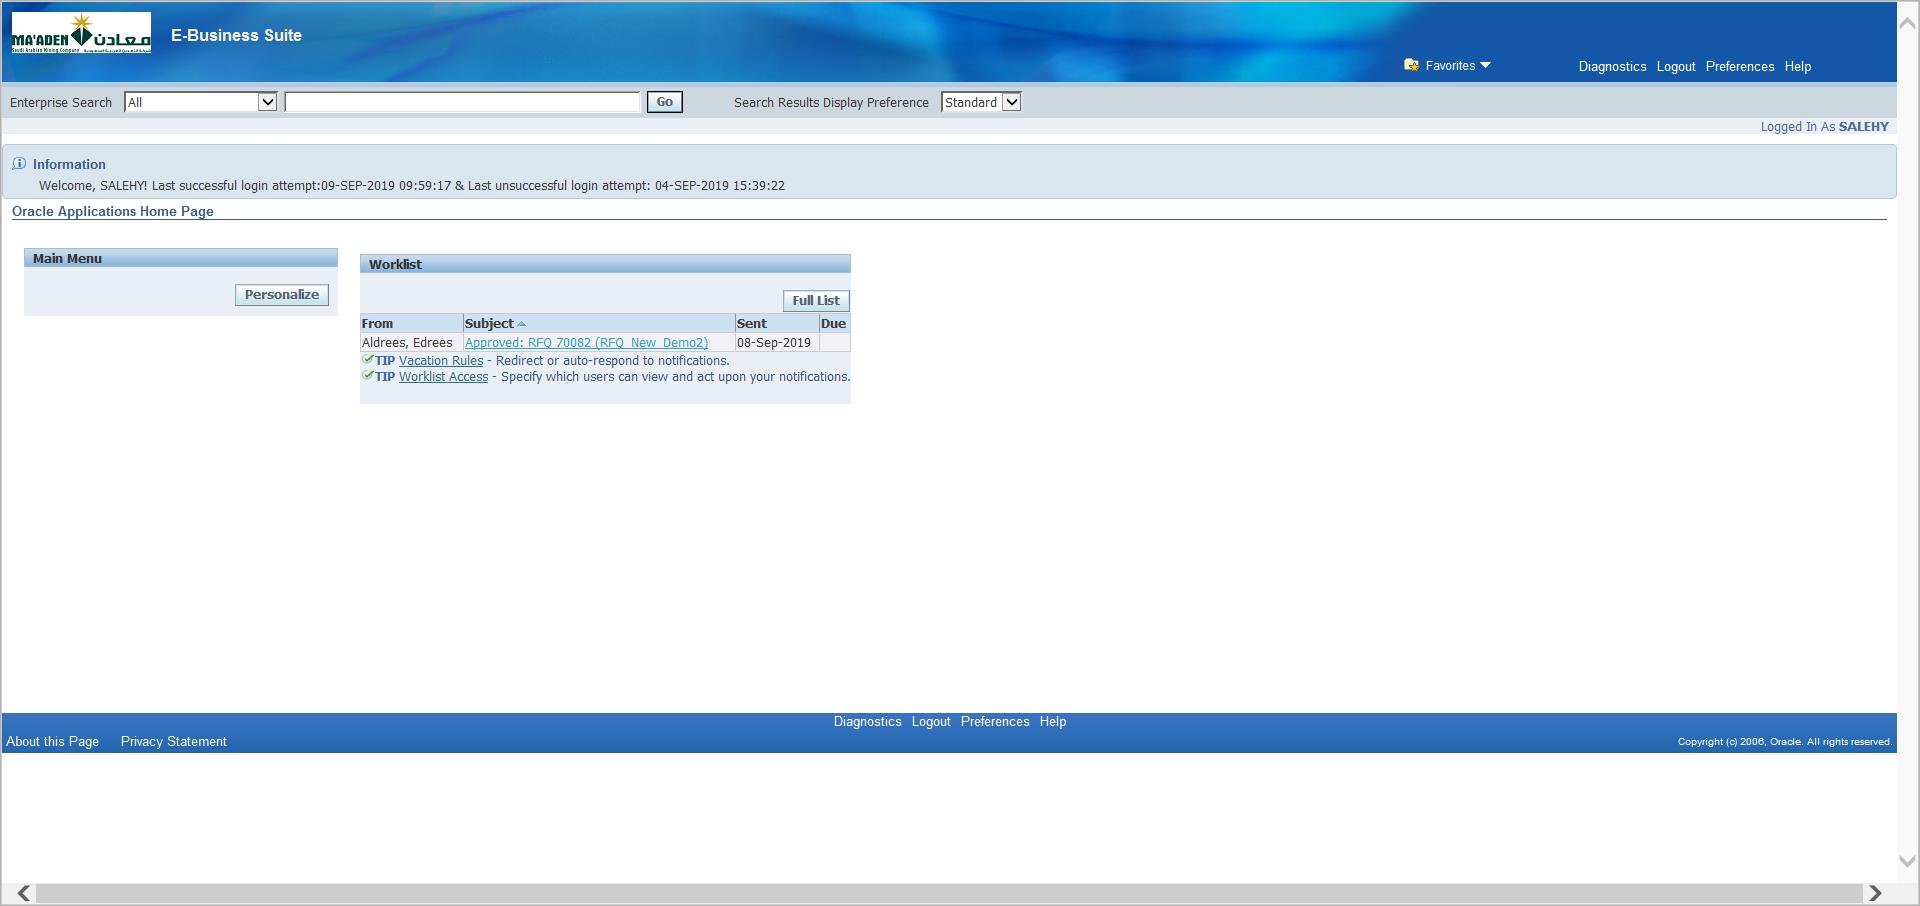 MA'ADEN معادن
Saudi Arabian Mining Company
E-Business Suite
Favorites
Diagnostics Logout Preferences Help
Enterprise Search All Go Search Results Display Preference Standard
Logged In As SALEHY
Information
Welcome, SALEHY! Last successful login attempt:09-SEP-2019 09:59:17 & Last unsuccessful login attempt: 04-SEP-2019 15:39:22
Oracle Applications Home Page
Main Menu
Personalize
Worklist
Full List
From Subject Sent Due
Aldrees, Edrees Approved: RFQ 70082 (RFQ_New_Demo2) 08-Sep-2019
TIP Vacation Rules - Redirect or auto-respond to notifications.
TIP Worklist Access - Specify which users can view and act upon your notifications.
Diagnostics Logout Preferences Help
About this Page Privacy Statement
Copyright (c) 2006, Oracle. All rights reserved.